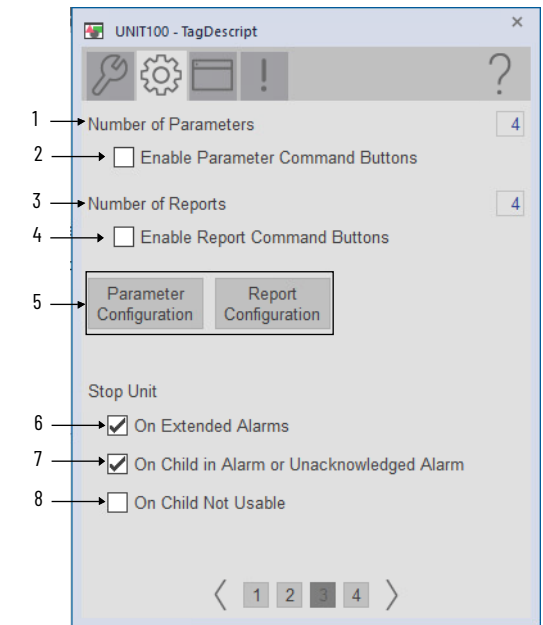 UNIT100 - TagDescript ×
?
1 Number of Parameters 4
2 Enable Parameter Command Buttons
3 Number of Reports 4
4 Enable Report Command Buttons
5 Parameter Configuration Report Configuration
Stop Unit
6 On Extended Alarms
7 On Child in Alarm or Unacknowledged Alarm
8 On Child Not Usable
1 2 3 4